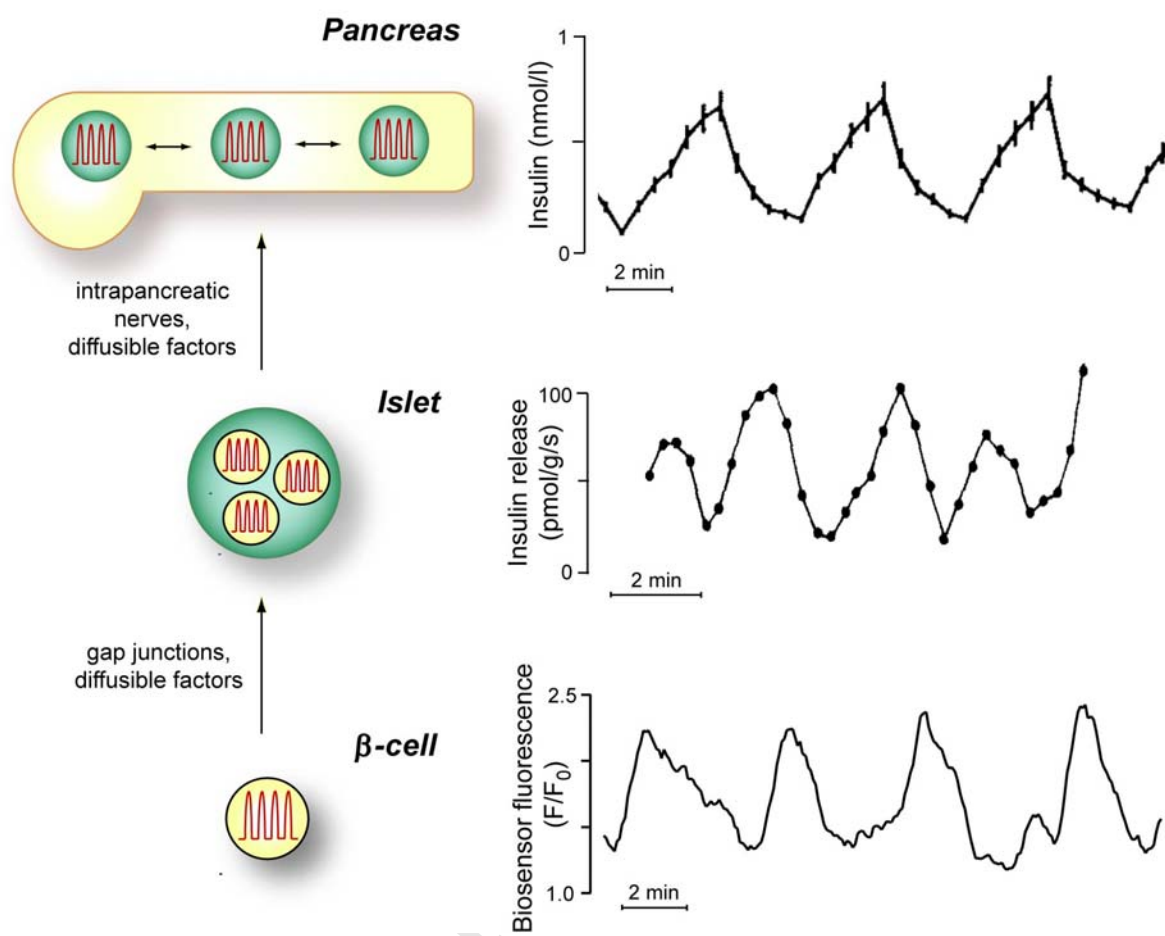 Pancreas
1
Insulin (nmol/l)
0
2 min
intrapancreatic
nerves,
diffusible factors
Islet
100
Insulin release
(pmol/g/s)
0
2 min
gap junctions,
diffusible factors
β-cell
2.5
Biosensor fluorescence
(F/F₀)
1.0
2 min